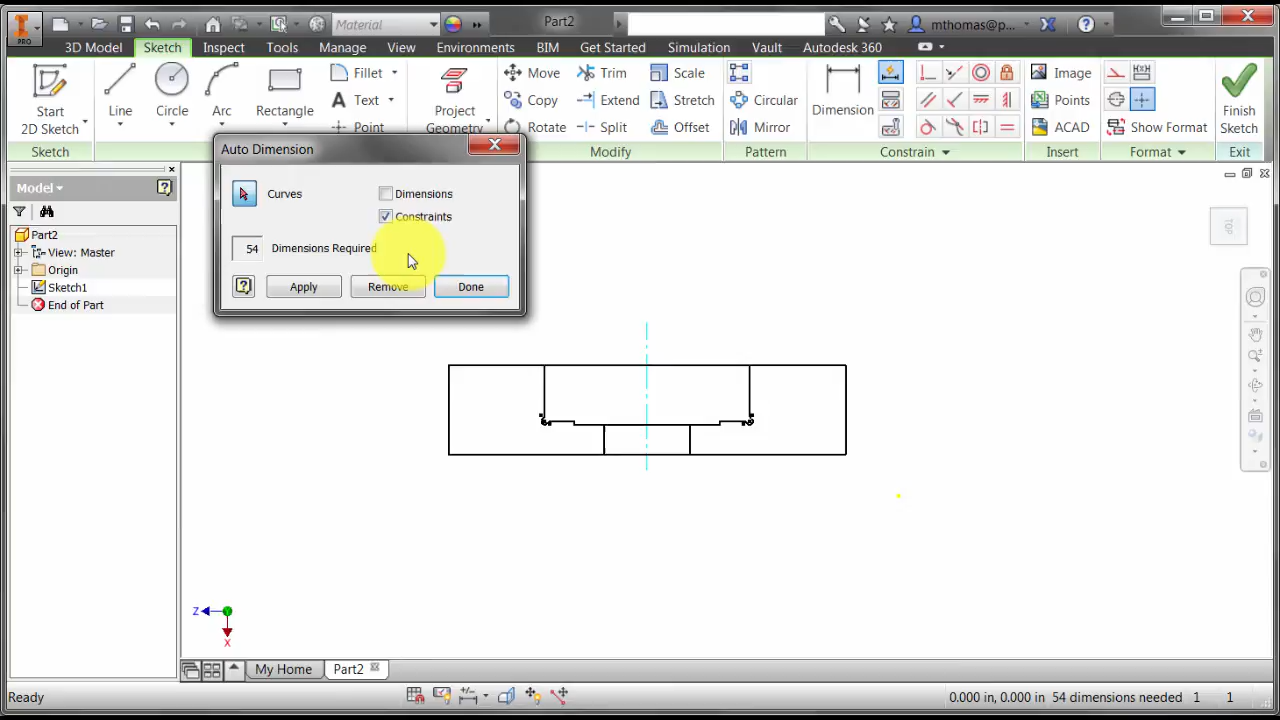 PRO
Material
Part2
mthomas@p...
3D Model
Sketch
Inspect
Tools
Manage
View
Environments
BIM
Get Started
Simulation
Vault
Autodesk 360
Start
2D Sketch
Line
Circle
Arc
Rectangle
Fillet
Text
Point
Project
Geometry
Move
Copy
Rotate
Trim
Extend
Split
Scale
Stretch
Offset
Circular
Mirror
Dimension
Image
Points
ACAD
Show Format
Finish
Sketch
Sketch
Modify
Pattern
Constrain
Insert
Format
Exit
Auto Dimension
Curves
Dimensions
Constraints
54
Dimensions Required
Apply
Remove
Done
Model
Part2
View: Master
Origin
Sketch1
End of Part
TOP
Z
X
My Home
Part2
Ready
0.000 in, 0.000 in 54 dimensions needed 1 1